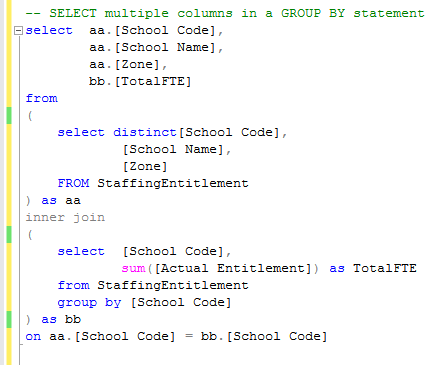 -- SELECT multiple columns in a GROUP BY statement
select  aa.[School Code],
        aa.[School Name],
        aa.[Zone],
        bb.[TotalFTE]
from
(
    select distinct[School Code],
            [School Name],
            [Zone]
    FROM StaffingEntitlement
) as aa
inner join
(
    select  [School Code],
            sum([Actual Entitlement]) as TotalFTE
    from StaffingEntitlement
    group by [School Code]
) as bb
on aa.[School Code] = bb.[School Code]